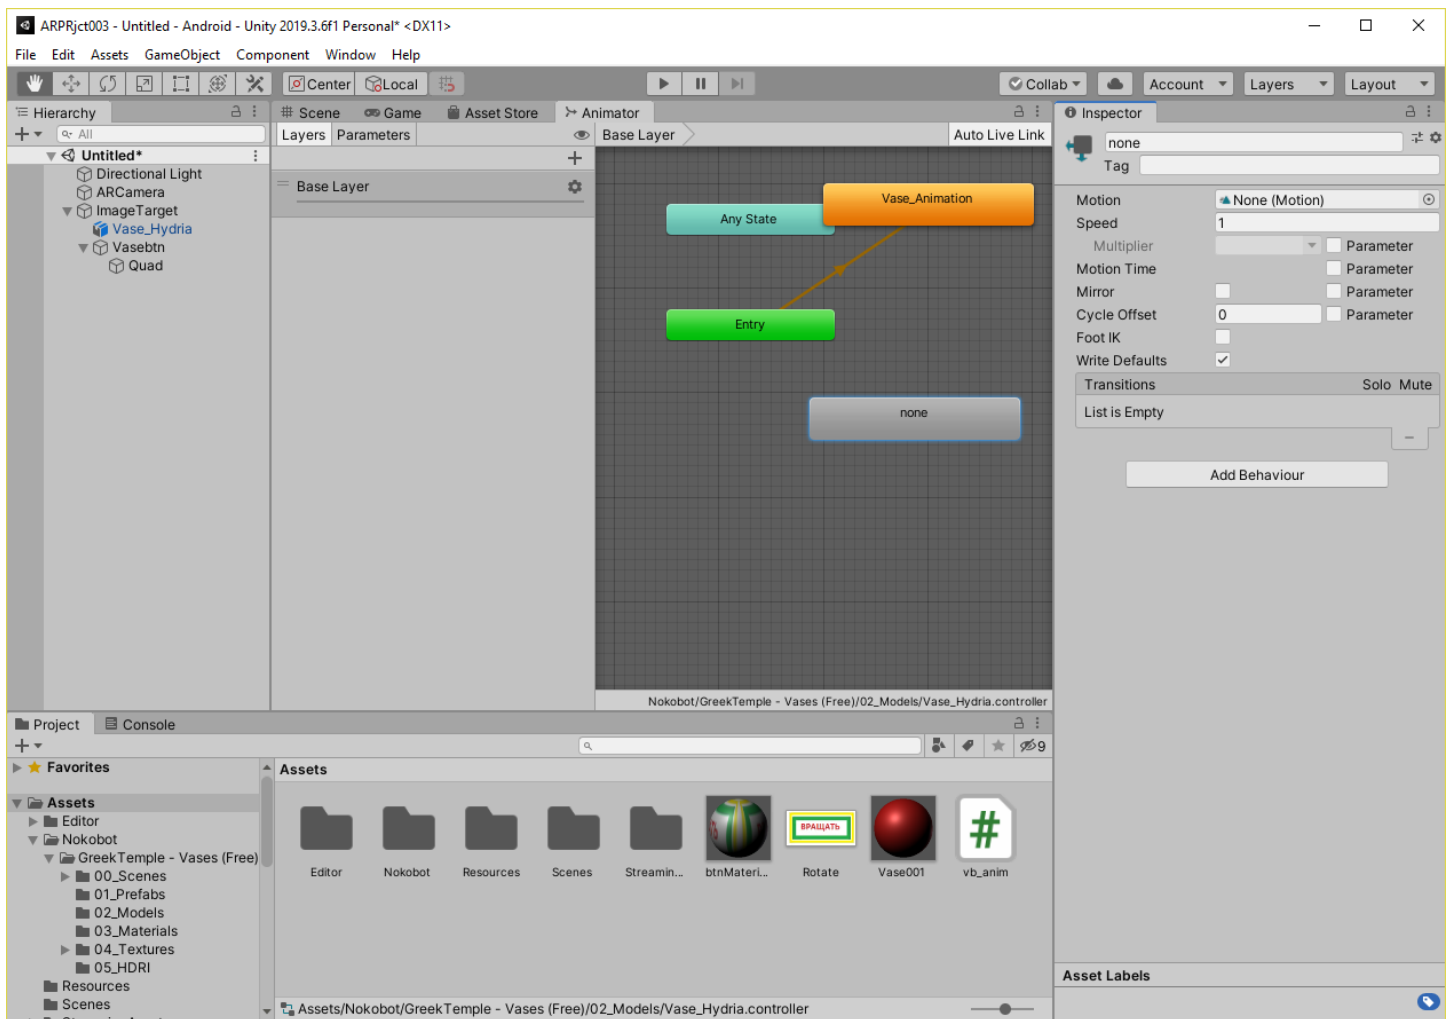 ARPRjct003 - Untitled - Android - Unity 2019.3.6f1 Personal* <DX11>
File Edit Assets GameObject Component Window Help
Center Local Collab Account Layers Layout
Hierarchy
All
Untitled*
Directional Light
ARCamera
ImageTarget
Vase_Hydria
Vasebtn
Quad
Scene Game Asset Store Animator
Layers Parameters Base Layer Auto Live Link
Base Layer
Vase_Animation
Any State
Entry
none
Nokobot/GreekTemple - Vases (Free)/02_Models/Vase_Hydria.controller
Inspector
none
Tag
Motion None (Motion)
Speed 1
Multiplier Parameter
Motion Time Parameter
Mirror Parameter
Cycle Offset 0 Parameter
Foot IK
Write Defaults
Transitions Solo Mute
List is Empty
Add Behaviour
Asset Labels
Project Console
9
Favorites
Assets
Editor
Nokobot
GreekTemple - Vases (Free)
00_Scenes
01_Prefabs
02_Models
03_Materials
04_Textures
05_HDRI
Resources
Scenes
Assets
ВРАЩАТЬ
Editor Nokobot Resources Scenes Streamin... btnMateri... Rotate Vase001 vb_anim
Assets/Nokobot/GreekTemple - Vases (Free)/02_Models/Vase_Hydria.controller